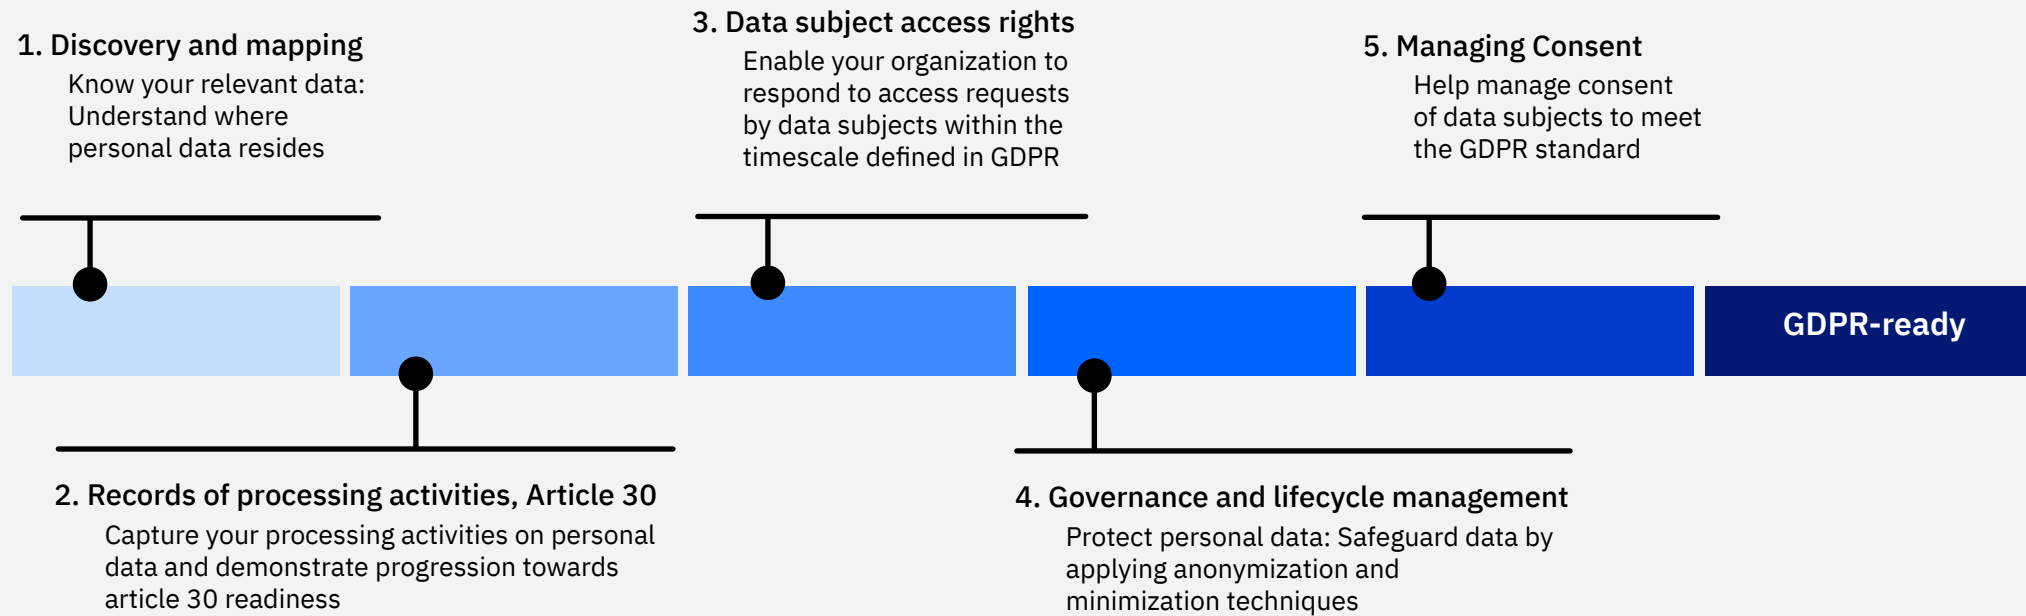 1. Discovery and mapping
Know your relevant data:
Understand where
personal data resides
2. Records of processing activities, Article 30
Capture your processing activities on personal
data and demonstrate progression towards
article 30 readiness
3. Data subject access rights
Enable your organization to
respond to access requests
by data subjects within the
timescale defined in GDPR
4. Governance and lifecycle management
Protect personal data: Safeguard data by
applying anonymization and
minimization techniques
5. Managing Consent
Help manage consent
of data subjects to meet
the GDPR standard
GDPR-ready